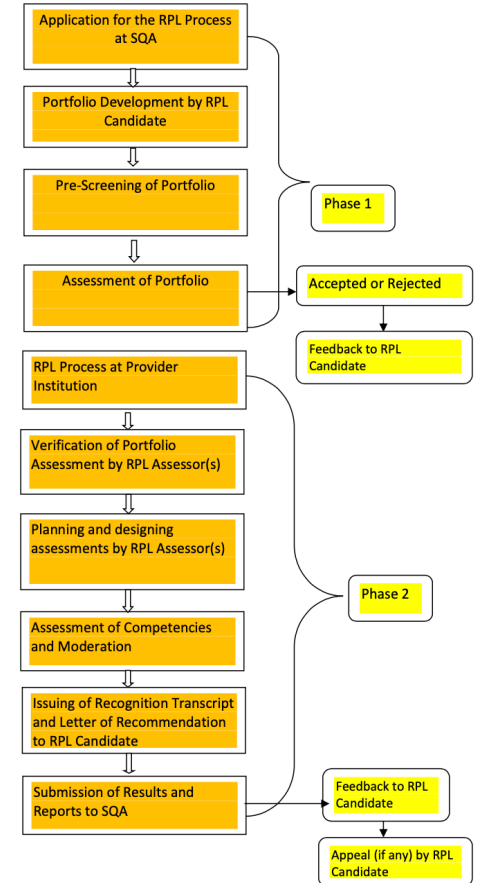 Application for the RPL Process
at SQA
Portfolio Development by RPL
Candidate
Pre-Screening of Portfolio
Phase 1
Assessment of Portfolio
Accepted or Rejected
Feedback to RPL
Candidate
RPL Process at Provider
Institution
Verification of Portfolio
Assessment by RPL Assessor(s)
Planning and designing
assessments by RPL Assessor(s)
Phase 2
Assessment of Competencies
and Moderation
Issuing of Recognition Transcript
and Letter of Recommendation
to RPL Candidate
Submission of Results and
Reports to SQA
Feedback to RPL
Candidate
Appeal (if any) by RPL
Candidate